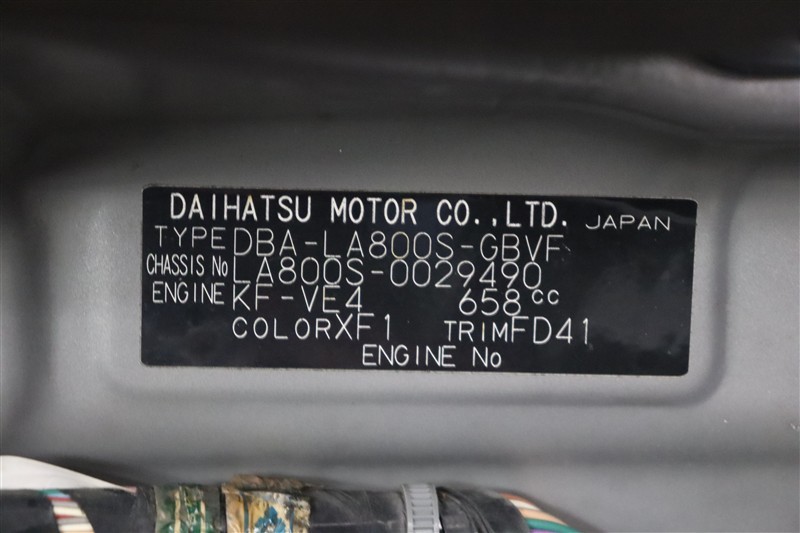 DAIHATSU MOTOR CO.,LTD. JAPAN
TYPE DBA-LA800S-GBVF
CHASSIS No LA800S-0029490
ENGINE KF-VE4 658cc
COLOR XF1 TRIM FD41
ENGINE No